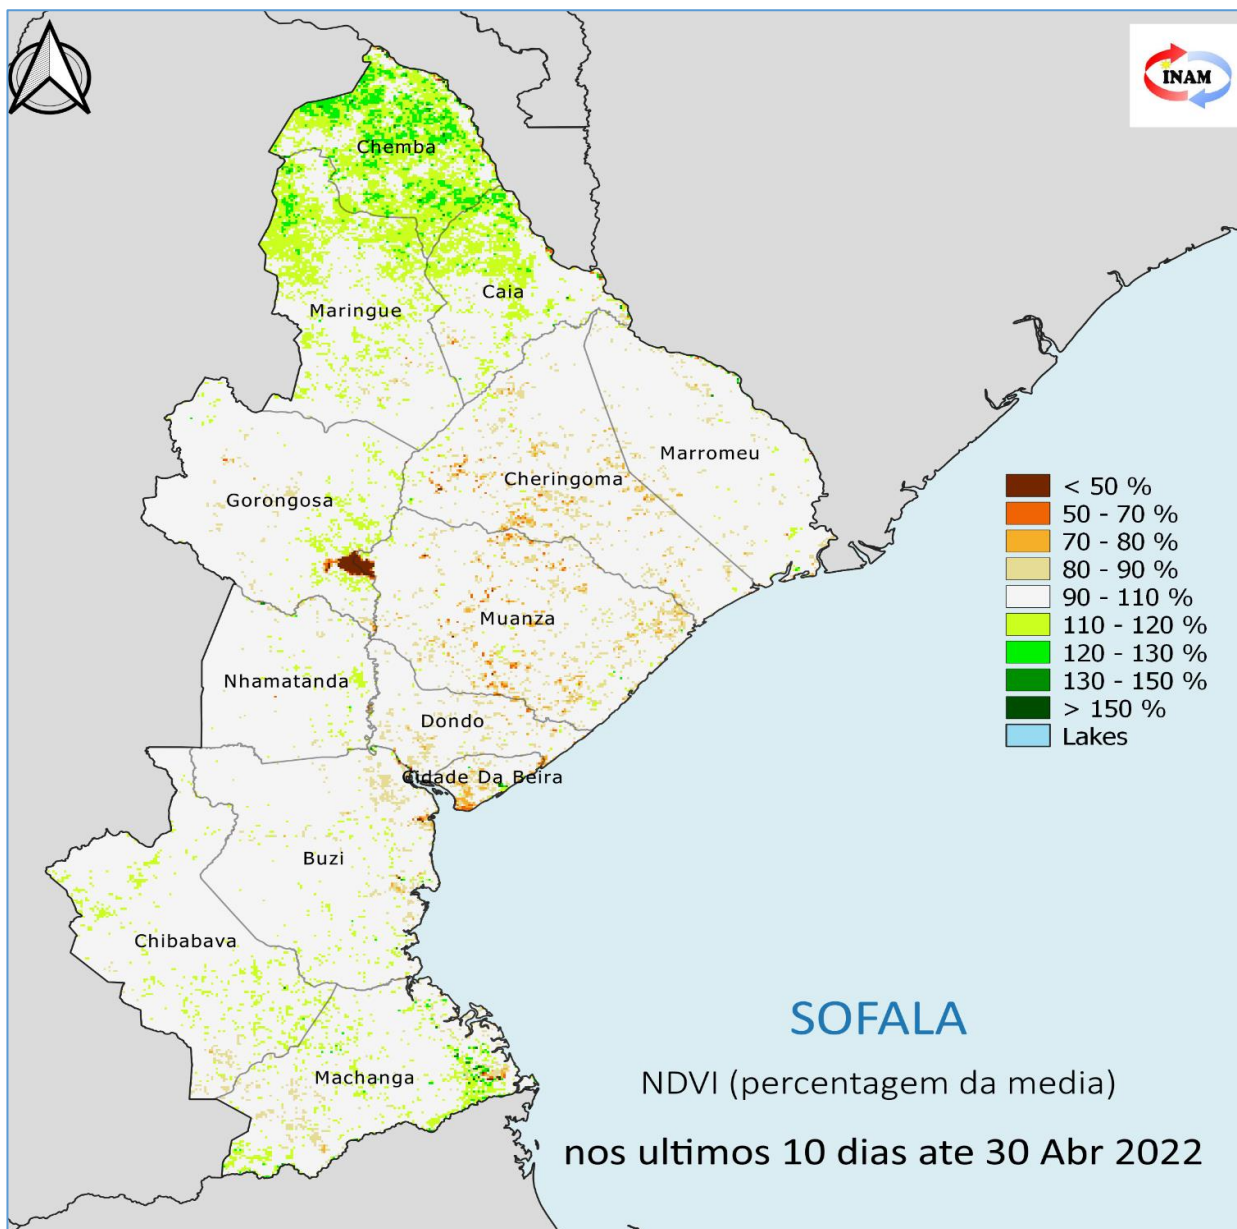 INAM
Chemba
Caia
Maringue
Marromeu
Cheringoma
Gorongosa
Muanza
Nhamatanda
Dondo
Cidade Da Beira
Buzi
Chibabava
Machanga
< 50 %
50 - 70 %
70 - 80 %
80 - 90 %
90 - 110 %
110 - 120 %
120 - 130 %
130 - 150 %
> 150 %
Lakes
SOFALA
NDVI (percentagem da media)
nos ultimos 10 dias ate 30 Abr 2022